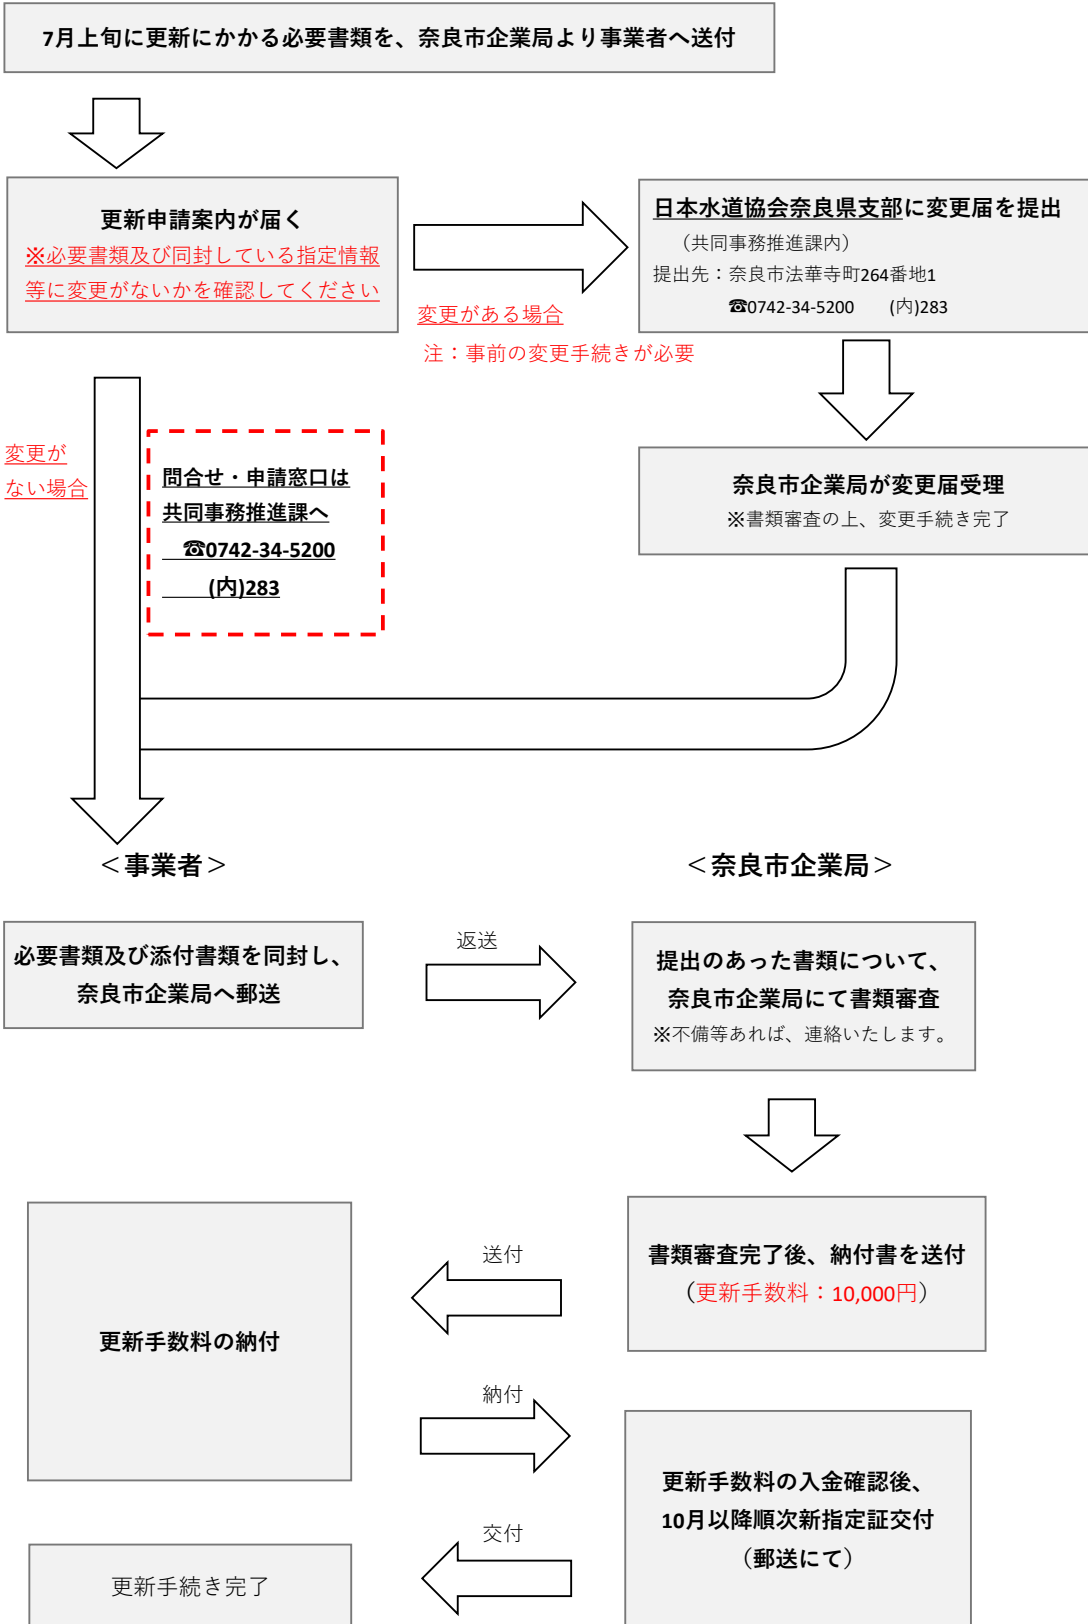 7月上旬に更新にかかる必要書類を、奈良市企業局より事業者へ送付
更新申請案内が届く
※必要書類及び同封している指定情報
等に変更がないかを確認してください
変更がある場合
注：事前の変更手続きが必要
日本水道協会奈良県支部に変更届を提出
（共同事務推進課内）
提出先：奈良市法華寺町264番地1
☎0742-34-5200　(内)283
変更が
ない場合
問合せ・申請窓口は
共同事務推進課へ
☎0742-34-5200
(内)283
奈良市企業局が変更届受理
※書類審査の上、変更手続き完了
＜事業者＞
＜奈良市企業局＞
必要書類及び添付書類を同封し、
奈良市企業局へ郵送
返送
提出のあった書類について、
奈良市企業局にて書類審査
※不備等あれば、連絡いたします。
書類審査完了後、納付書を送付
（更新手数料：10,000円）
送付
更新手数料の納付
納付
更新手数料の入金確認後、
10月以降順次新指定証交付
（郵送にて）
交付
更新手続き完了